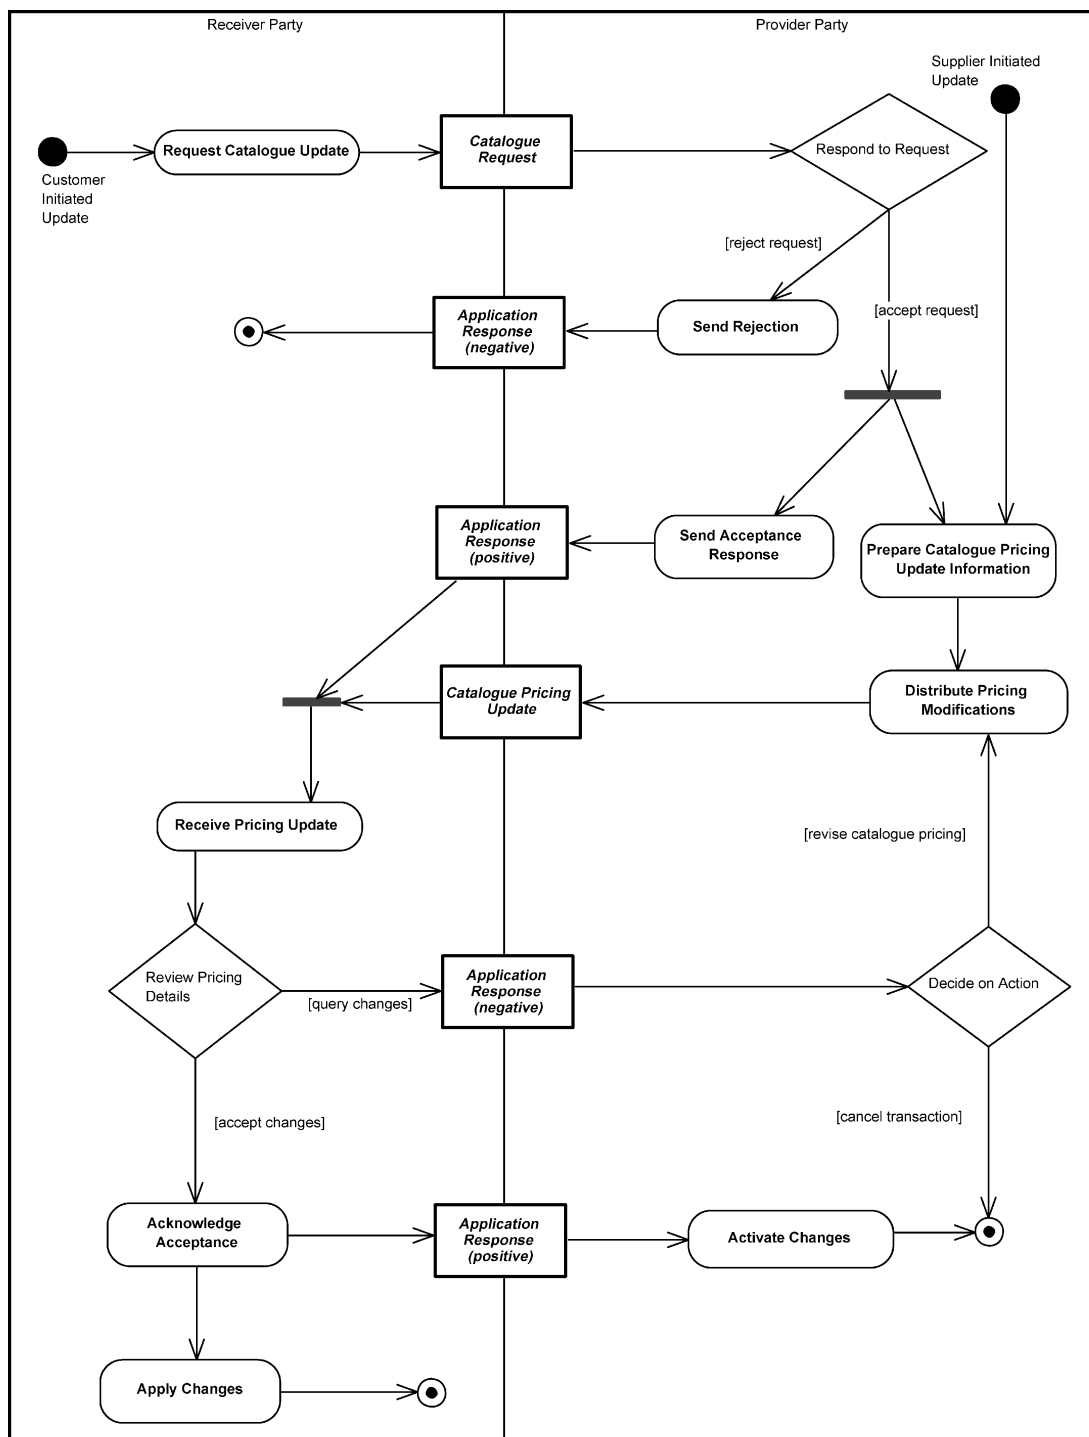 Receiver Party
Provider Party
Supplier Initiated
Update
Request Catalogue Update
Catalogue
Request
Respond to Request
Customer
Initiated
Update
[reject request]
[accept request]
Application
Response
(negative)
Send Rejection
Application
Response
(positive)
Send Acceptance
Response
Prepare Catalogue Pricing
Update Information
Catalogue Pricing
Update
Distribute Pricing
Modifications
Receive Pricing Update
[revise catalogue pricing]
Review Pricing
Details
[query changes]
Application
Response
(negative)
Decide on Action
[accept changes]
[cancel transaction]
Acknowledge
Acceptance
Application
Response
(positive)
Activate Changes
Apply Changes